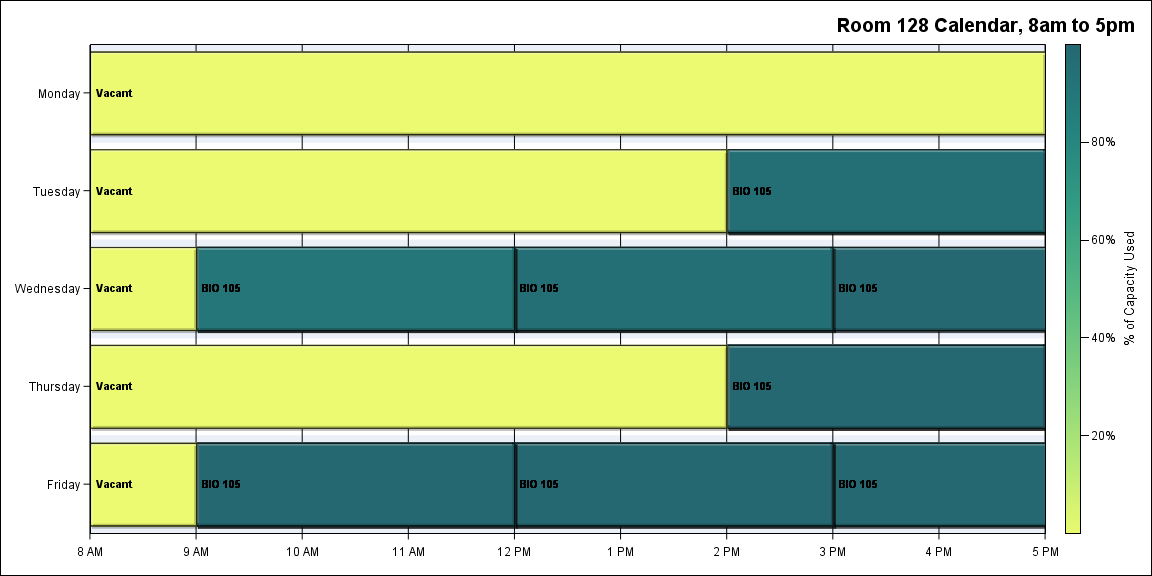 Room 128 Calendar, 8am to 5pm
Monday
Vacant
Tuesday
Vacant
BIO 105
Wednesday
Vacant
BIO 105
BIO 105
BIO 105
Thursday
Vacant
BIO 105
Friday
Vacant
BIO 105
BIO 105
BIO 105
8 AM
9 AM
10 AM
11 AM
12 PM
1 PM
2 PM
3 PM
4 PM
5 PM
80%
60%
40%
20%
% of Capacity Used